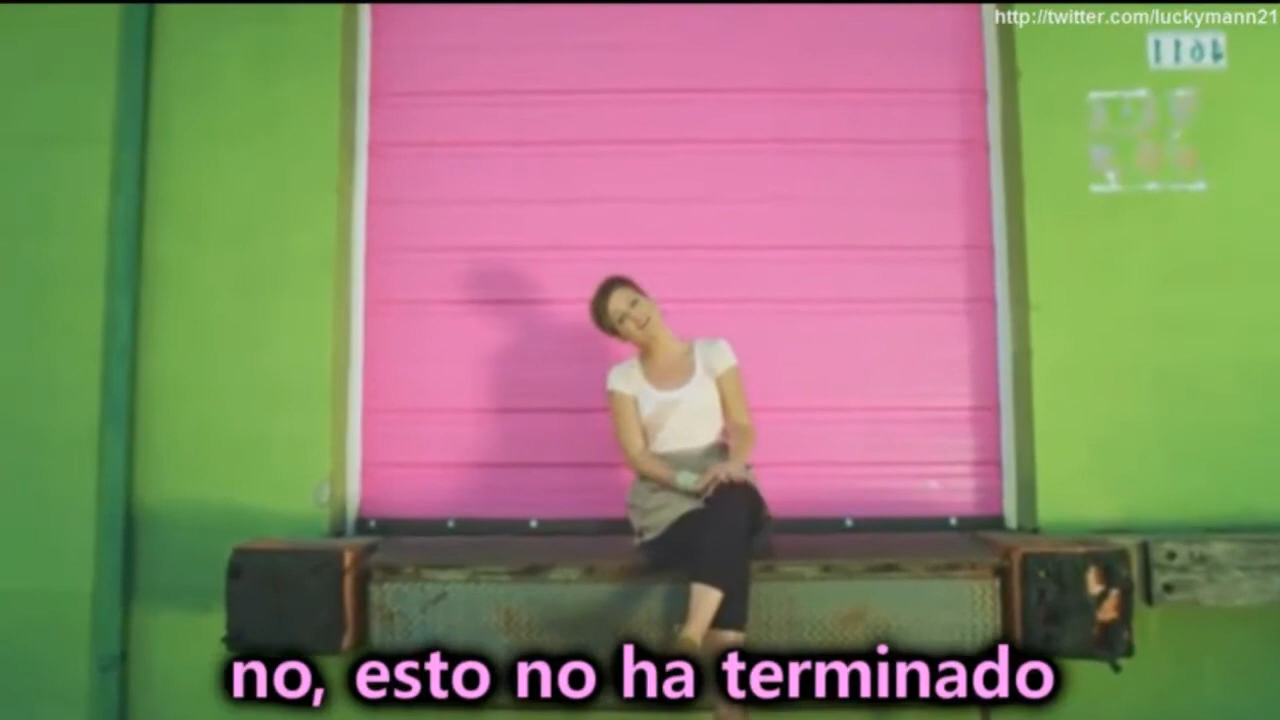 http://twitter.com/luckymann21
no, esto no ha terminado